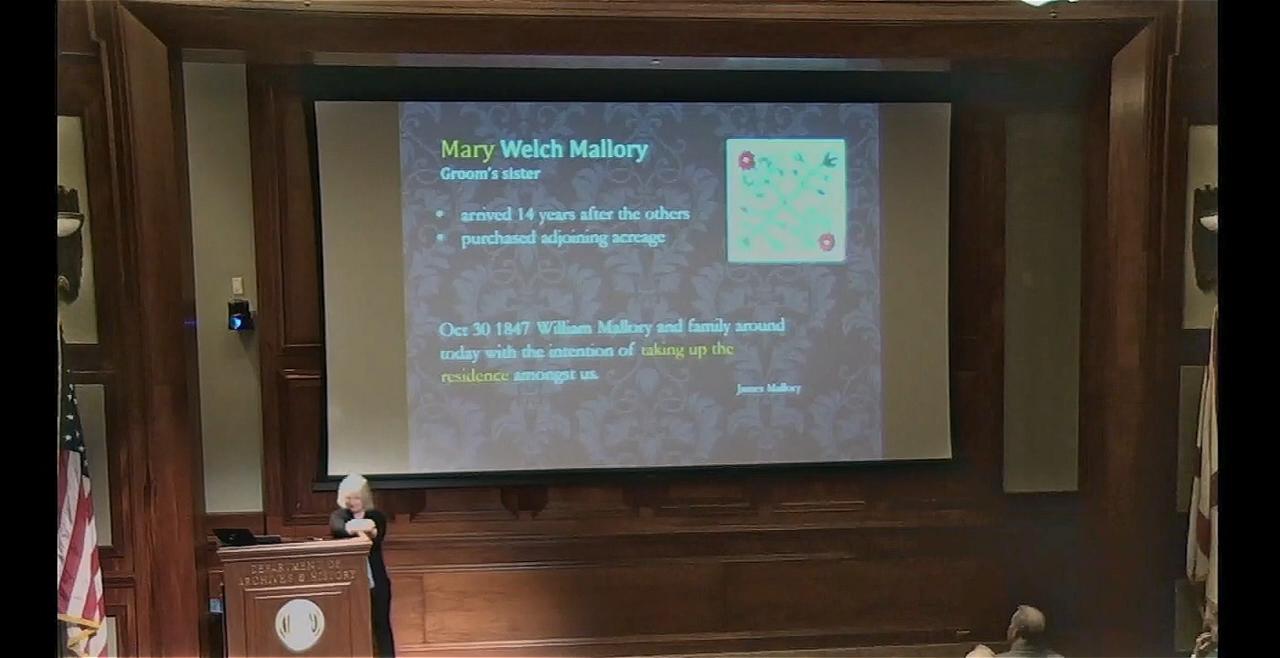 Mary Welch Mallory
Groom's sister
• arrived 14 years after the others
• purchased adjoining acreage
Oct 30 1847 William Mallory and family around
today with the intention of taking up the
residence amongst us.
James Mallory
DEPARTMENT OF
ARCHIVES & HISTORY